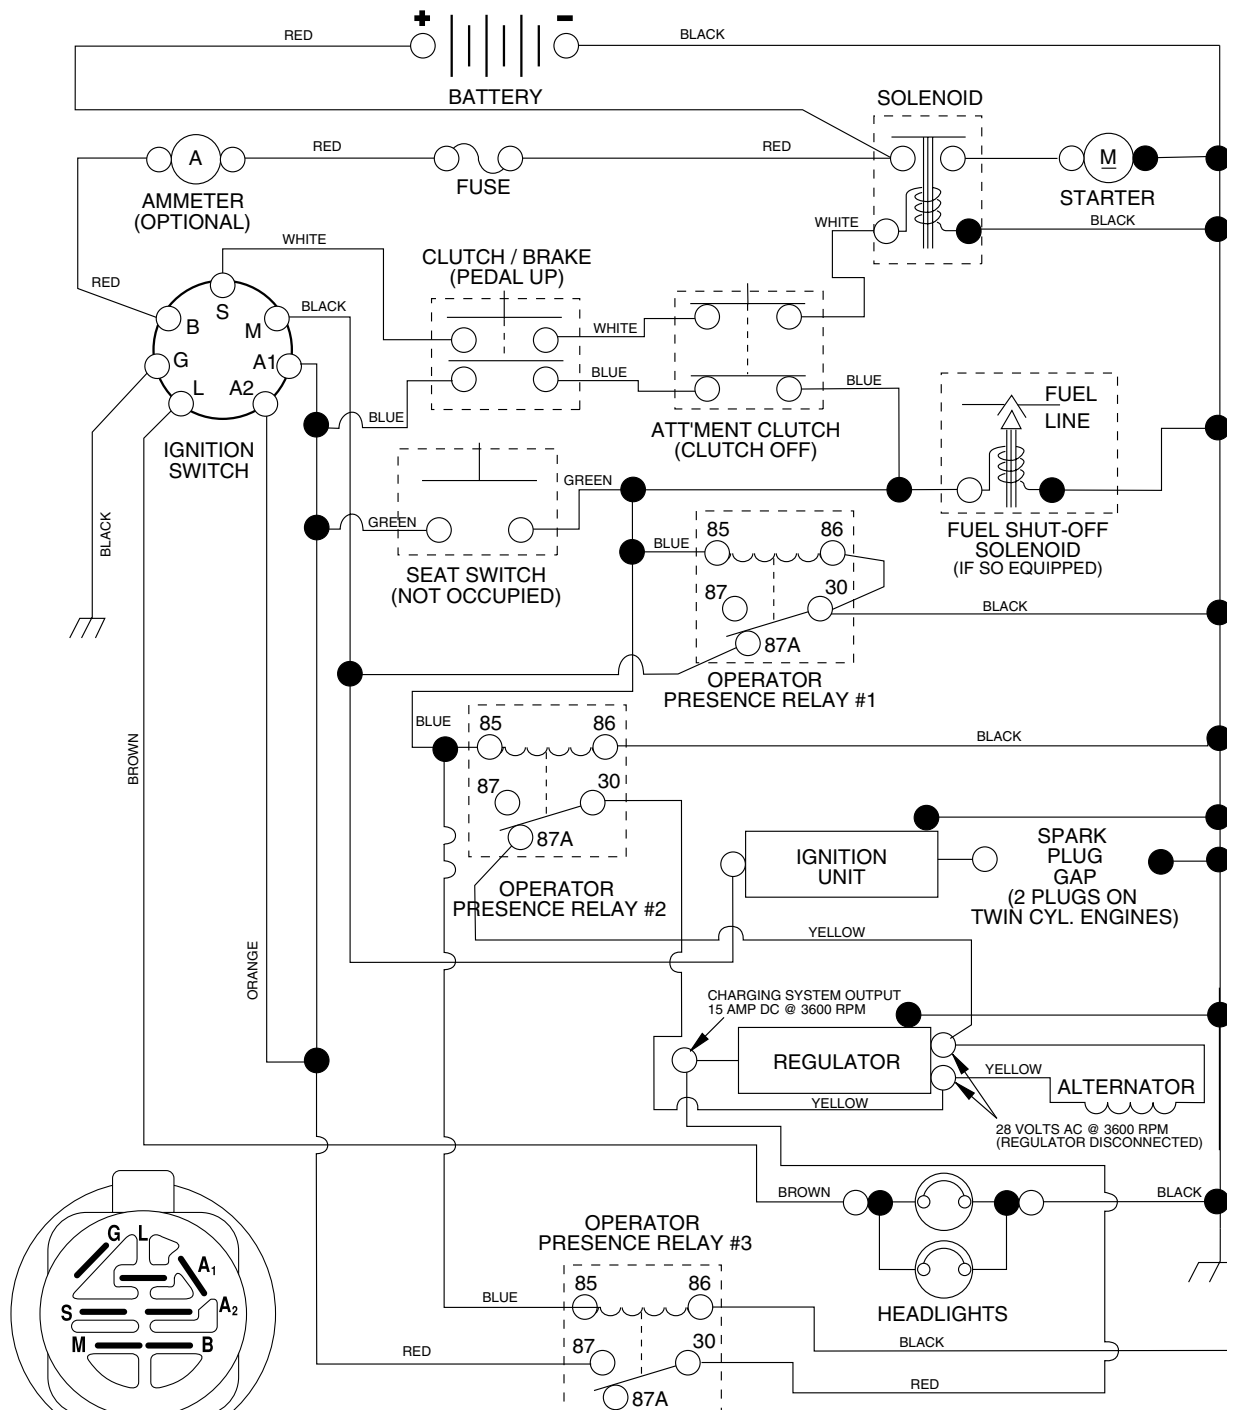 +
−
RED
BLACK
BATTERY
SOLENOID
A
RED
RED
M
AMMETER
(OPTIONAL)
FUSE
STARTER
WHITE
BLACK
WHITE
CLUTCH / BRAKE
(PEDAL UP)
RED
S
B
M
BLACK
WHITE
G
A1
L
A2
BLUE
BLUE
BLUE
FUEL
LINE
IGNITION
SWITCH
ATT'MENT CLUTCH
(CLUTCH OFF)
GREEN
GREEN
BLACK
85
86
BLUE
FUEL SHUT-OFF
SOLENOID
(IF SO EQUIPPED)
SEAT SWITCH
(NOT OCCUPIED)
87
30
BLACK
87A
OPERATOR
PRESENCE RELAY #1
BLUE
85
86
BLACK
BROWN
87
30
87A
SPARK
PLUG
GAP
(2 PLUGS ON
TWIN CYL. ENGINES)
IGNITION
UNIT
OPERATOR
PRESENCE RELAY #2
YELLOW
ORANGE
CHARGING SYSTEM OUTPUT
15 AMP DC @ 3600 RPM
REGULATOR
YELLOW
ALTERNATOR
YELLOW
28 VOLTS AC @ 3600 RPM
(REGULATOR DISCONNECTED)
BROWN
BLACK
OPERATOR
PRESENCE RELAY #3
G
L
A1
A2
S
M
B
85
86
BLUE
HEADLIGHTS
BLACK
RED
87
30
RED
87A